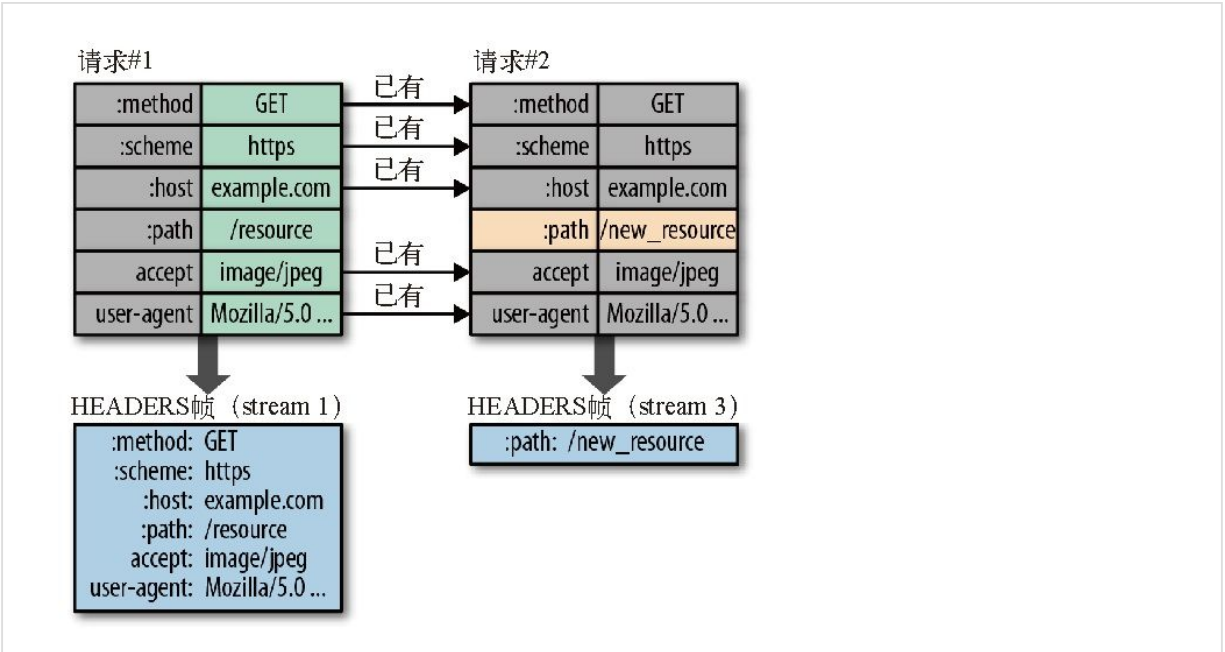 请求#1
:method GET
:scheme https
:host example.com
:path /resource
accept image/jpeg
user-agent Mozilla/5.0 ...
已有
已有
已有
已有
已有
请求#2
:method GET
:scheme https
:host example.com
:path /new_resource
accept image/jpeg
user-agent Mozilla/5.0 ...
HEADERS帧（stream 1）
:method: GET
:scheme: https
:host: example.com
:path: /resource
accept: image/jpeg
user-agent: Mozilla/5.0 ...
HEADERS帧（stream 3）
:path: /new_resource